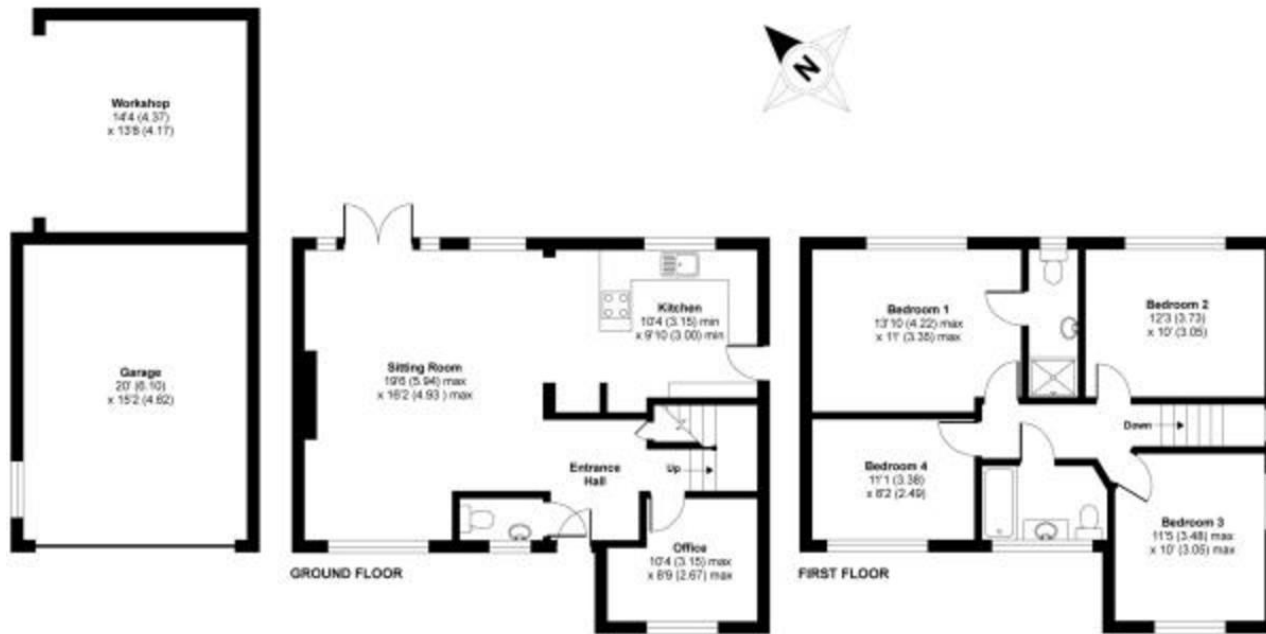 Workshop
14'4 (4.37)
x 13'8 (4.17)
Garage
20' (6.10)
x 15'2 (4.62)
N
Sitting Room
19'6 (5.94) max
x 16'2 (4.93 ) max
Kitchen
10'4 (3.15) min
x 9'10 (3.00) min
Entrance
Hall
Up
Office
10'4 (3.15) max
x 8'9 (2.67) max
GROUND FLOOR
Bedroom 1
13'10 (4.22) max
x 11' (3.35) max
Bedroom 2
12'3 (3.73)
x 10' (3.05)
Down
Bedroom 4
11'1 (3.38)
x 8'2 (2.49)
Bedroom 3
11'5 (3.48) max
x 10' (3.05) max
FIRST FLOOR